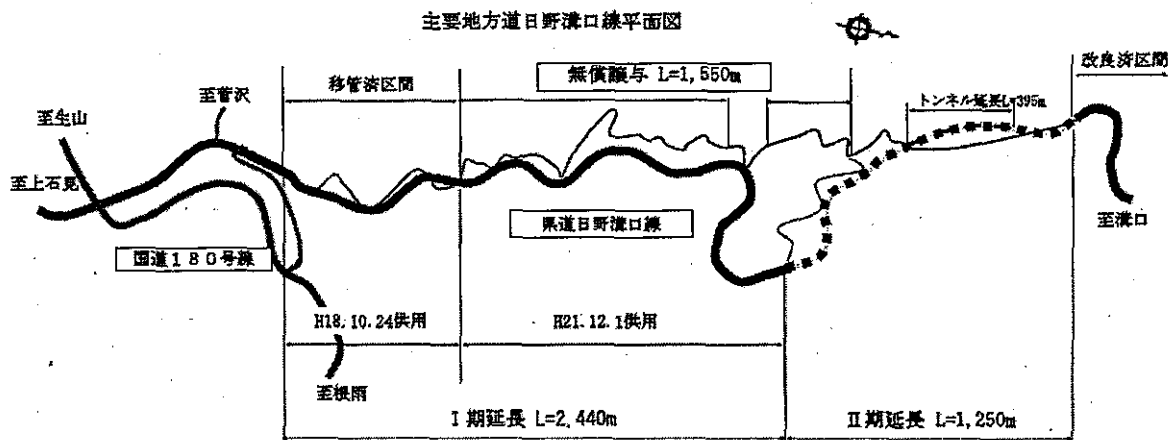 主要地方道日野溝口線平面図
改良済区間
無償譲与 L=1,550m
移管済区間
トンネル延長L=395m
至菅沢
至生山
至上石見
県道日野溝口線
至溝口
国道180号線
H18.10.24供用
H21.12.1供用
至根雨
I期延長 L=2,440m
II期延長 L=1,250m